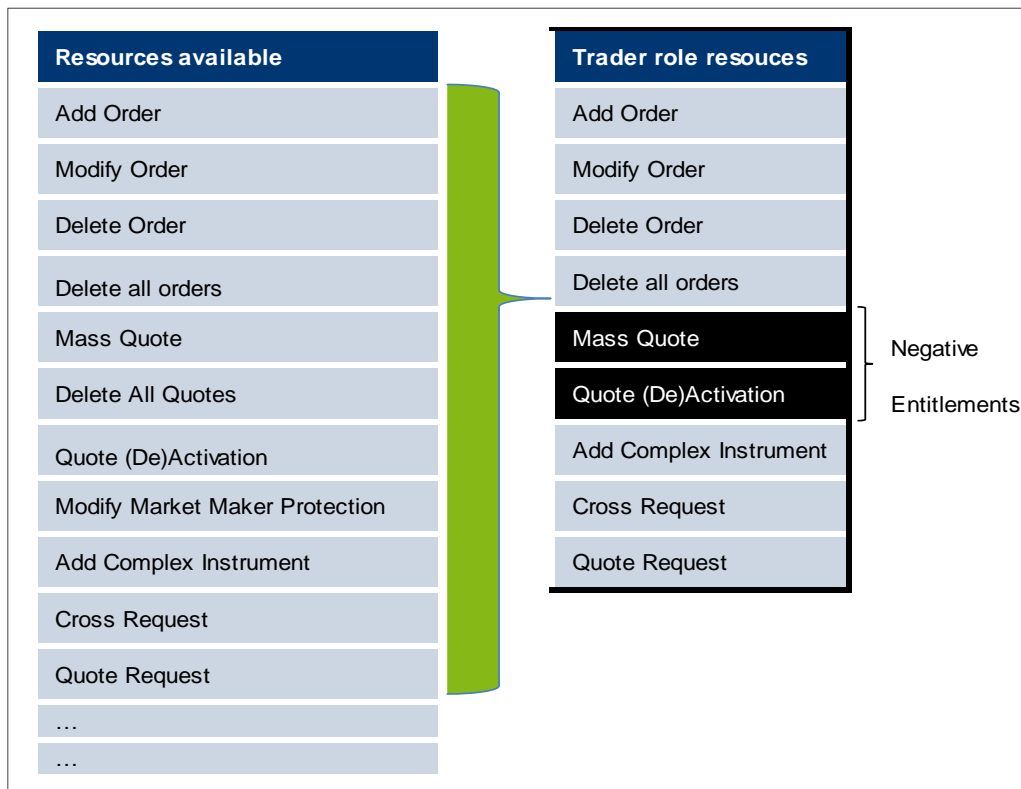 Resources available
Add Order
Modify Order
Delete Order
Delete all orders
Mass Quote
Delete All Quotes
Quote (De)Activation
Modify Market Maker Protection
Add Complex Instrument
Cross Request
Quote Request
…
…
Trader role resouces
Add Order
Modify Order
Delete Order
Delete all orders
Mass Quote
Quote (De)Activation
Add Complex Instrument
Cross Request
Quote Request
Negative
Entitlements